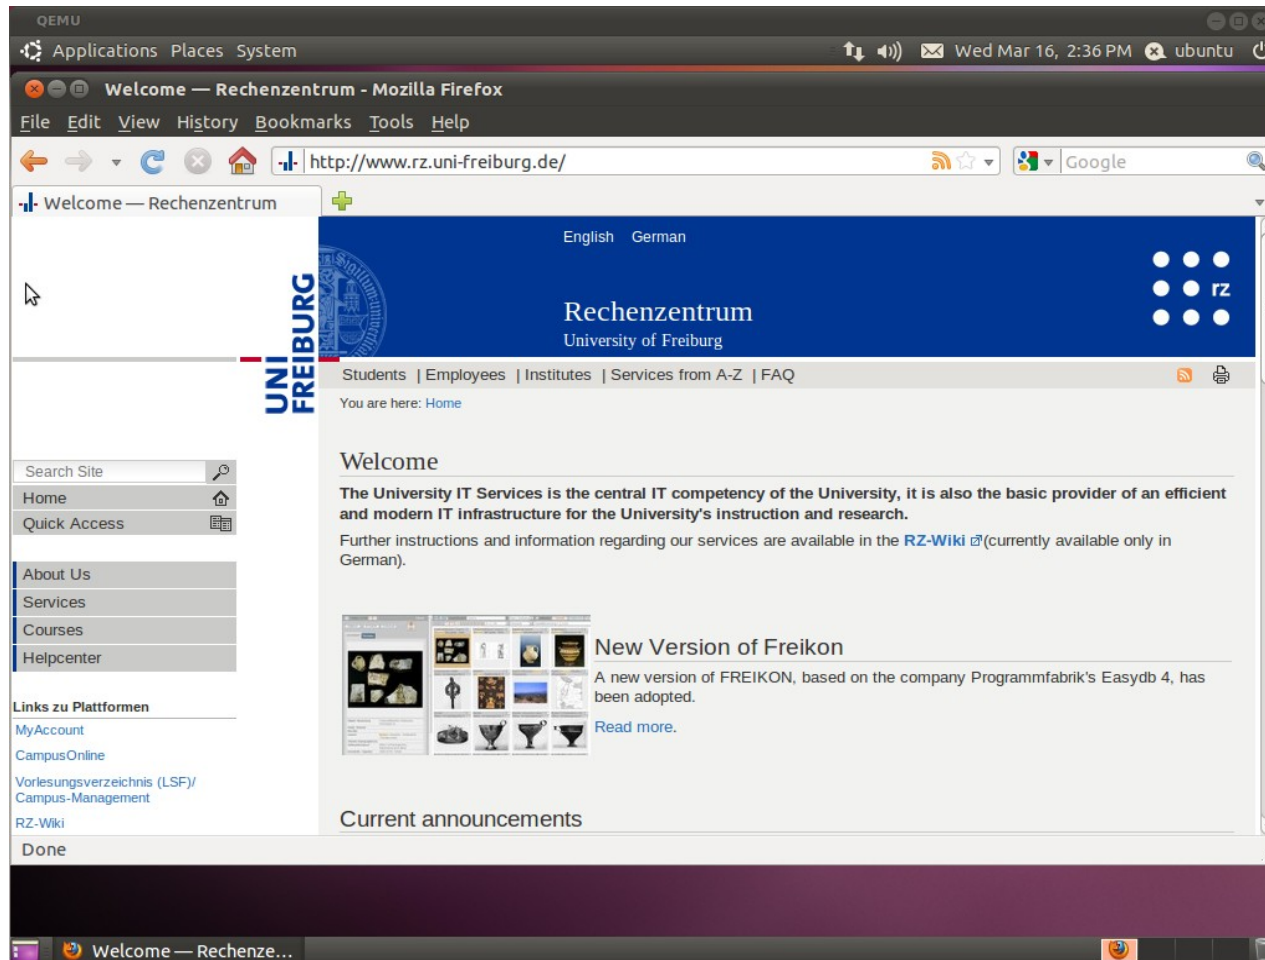 QEMU
Applications Places System
Wed Mar 16, 2:36 PM ubuntu
Welcome — Rechenzentrum - Mozilla Firefox
File Edit View History Bookmarks Tools Help
http://www.rz.uni-freiburg.de/
Google
Welcome — Rechenzentrum
English German
UNI
FREIBURG
rz
Rechenzentrum
University of Freiburg
Students | Employees | Institutes | Services from A-Z | FAQ
You are here: Home
Search Site
Home
Quick Access
About Us
Services
Courses
Helpcenter
Links zu Plattformen
MyAccount
CampusOnline
Vorlesungsverzeichnis (LSF)/
Campus-Management
RZ-Wiki
Welcome
The University IT Services is the central IT competency of the University, it is also the basic provider of an efficient
and modern IT infrastructure for the University's instruction and research.
Further instructions and information regarding our services are available in the RZ-Wiki (currently available only in
German).
New Version of Freikon
A new version of FREIKON, based on the company Programmfabrik's Easydb 4, has
been adopted.
Read more.
Current announcements
Done
Welcome — Rechenze...